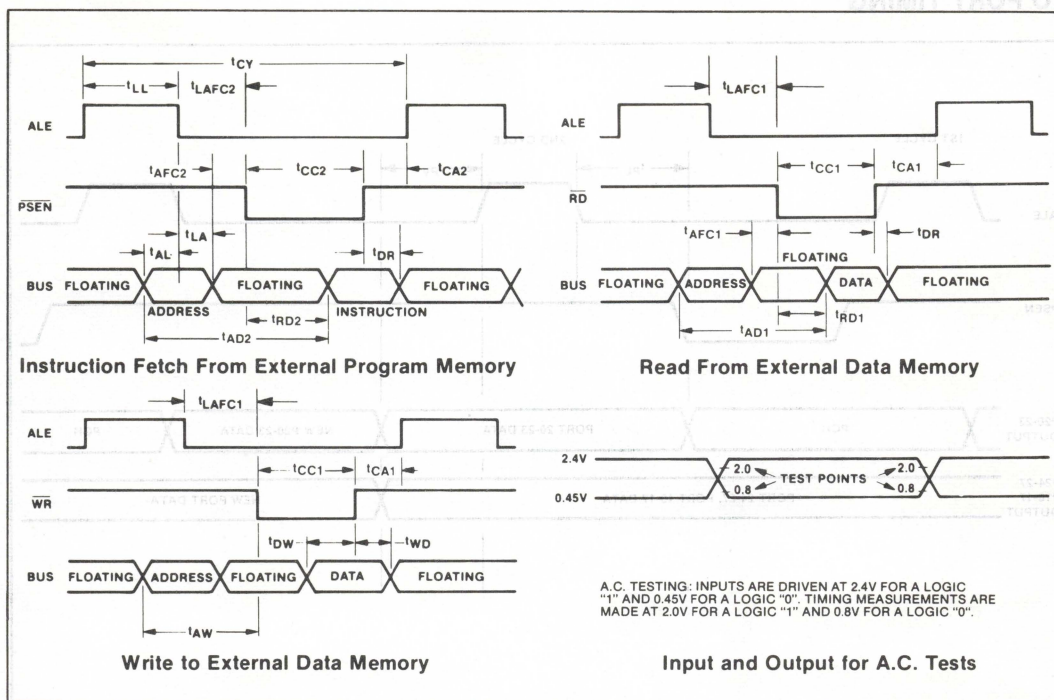 tCY
tLL
tLAFC2
ALE
tAFC2
tCC2
tCA2
PSEN
tAL
tLA
tDR
BUS FLOATING FLOATING FLOATING
ADDRESS INSTRUCTION
tRD2
tAD2
Instruction Fetch From External Program Memory
tLAFC1
ALE
tCC1
tCA1
RD
tAFC1
tDR
FLOATING
BUS FLOATING ADDRESS DATA FLOATING
tRD1
tAD1
Read From External Data Memory
tLAFC1
ALE
tCC1
tCA1
WR
tDW
tWD
BUS FLOATING ADDRESS FLOATING DATA FLOATING
tAW
Write to External Data Memory
2.4V
2.0 TEST POINTS 2.0
0.8 0.8
0.45V
A.C. TESTING: INPUTS ARE DRIVEN AT 2.4V FOR A LOGIC
"1" AND 0.45V FOR A LOGIC "0". TIMING MEASUREMENTS ARE
MADE AT 2.0V FOR A LOGIC "1" AND 0.8V FOR A LOGIC "0".
Input and Output for A.C. Tests